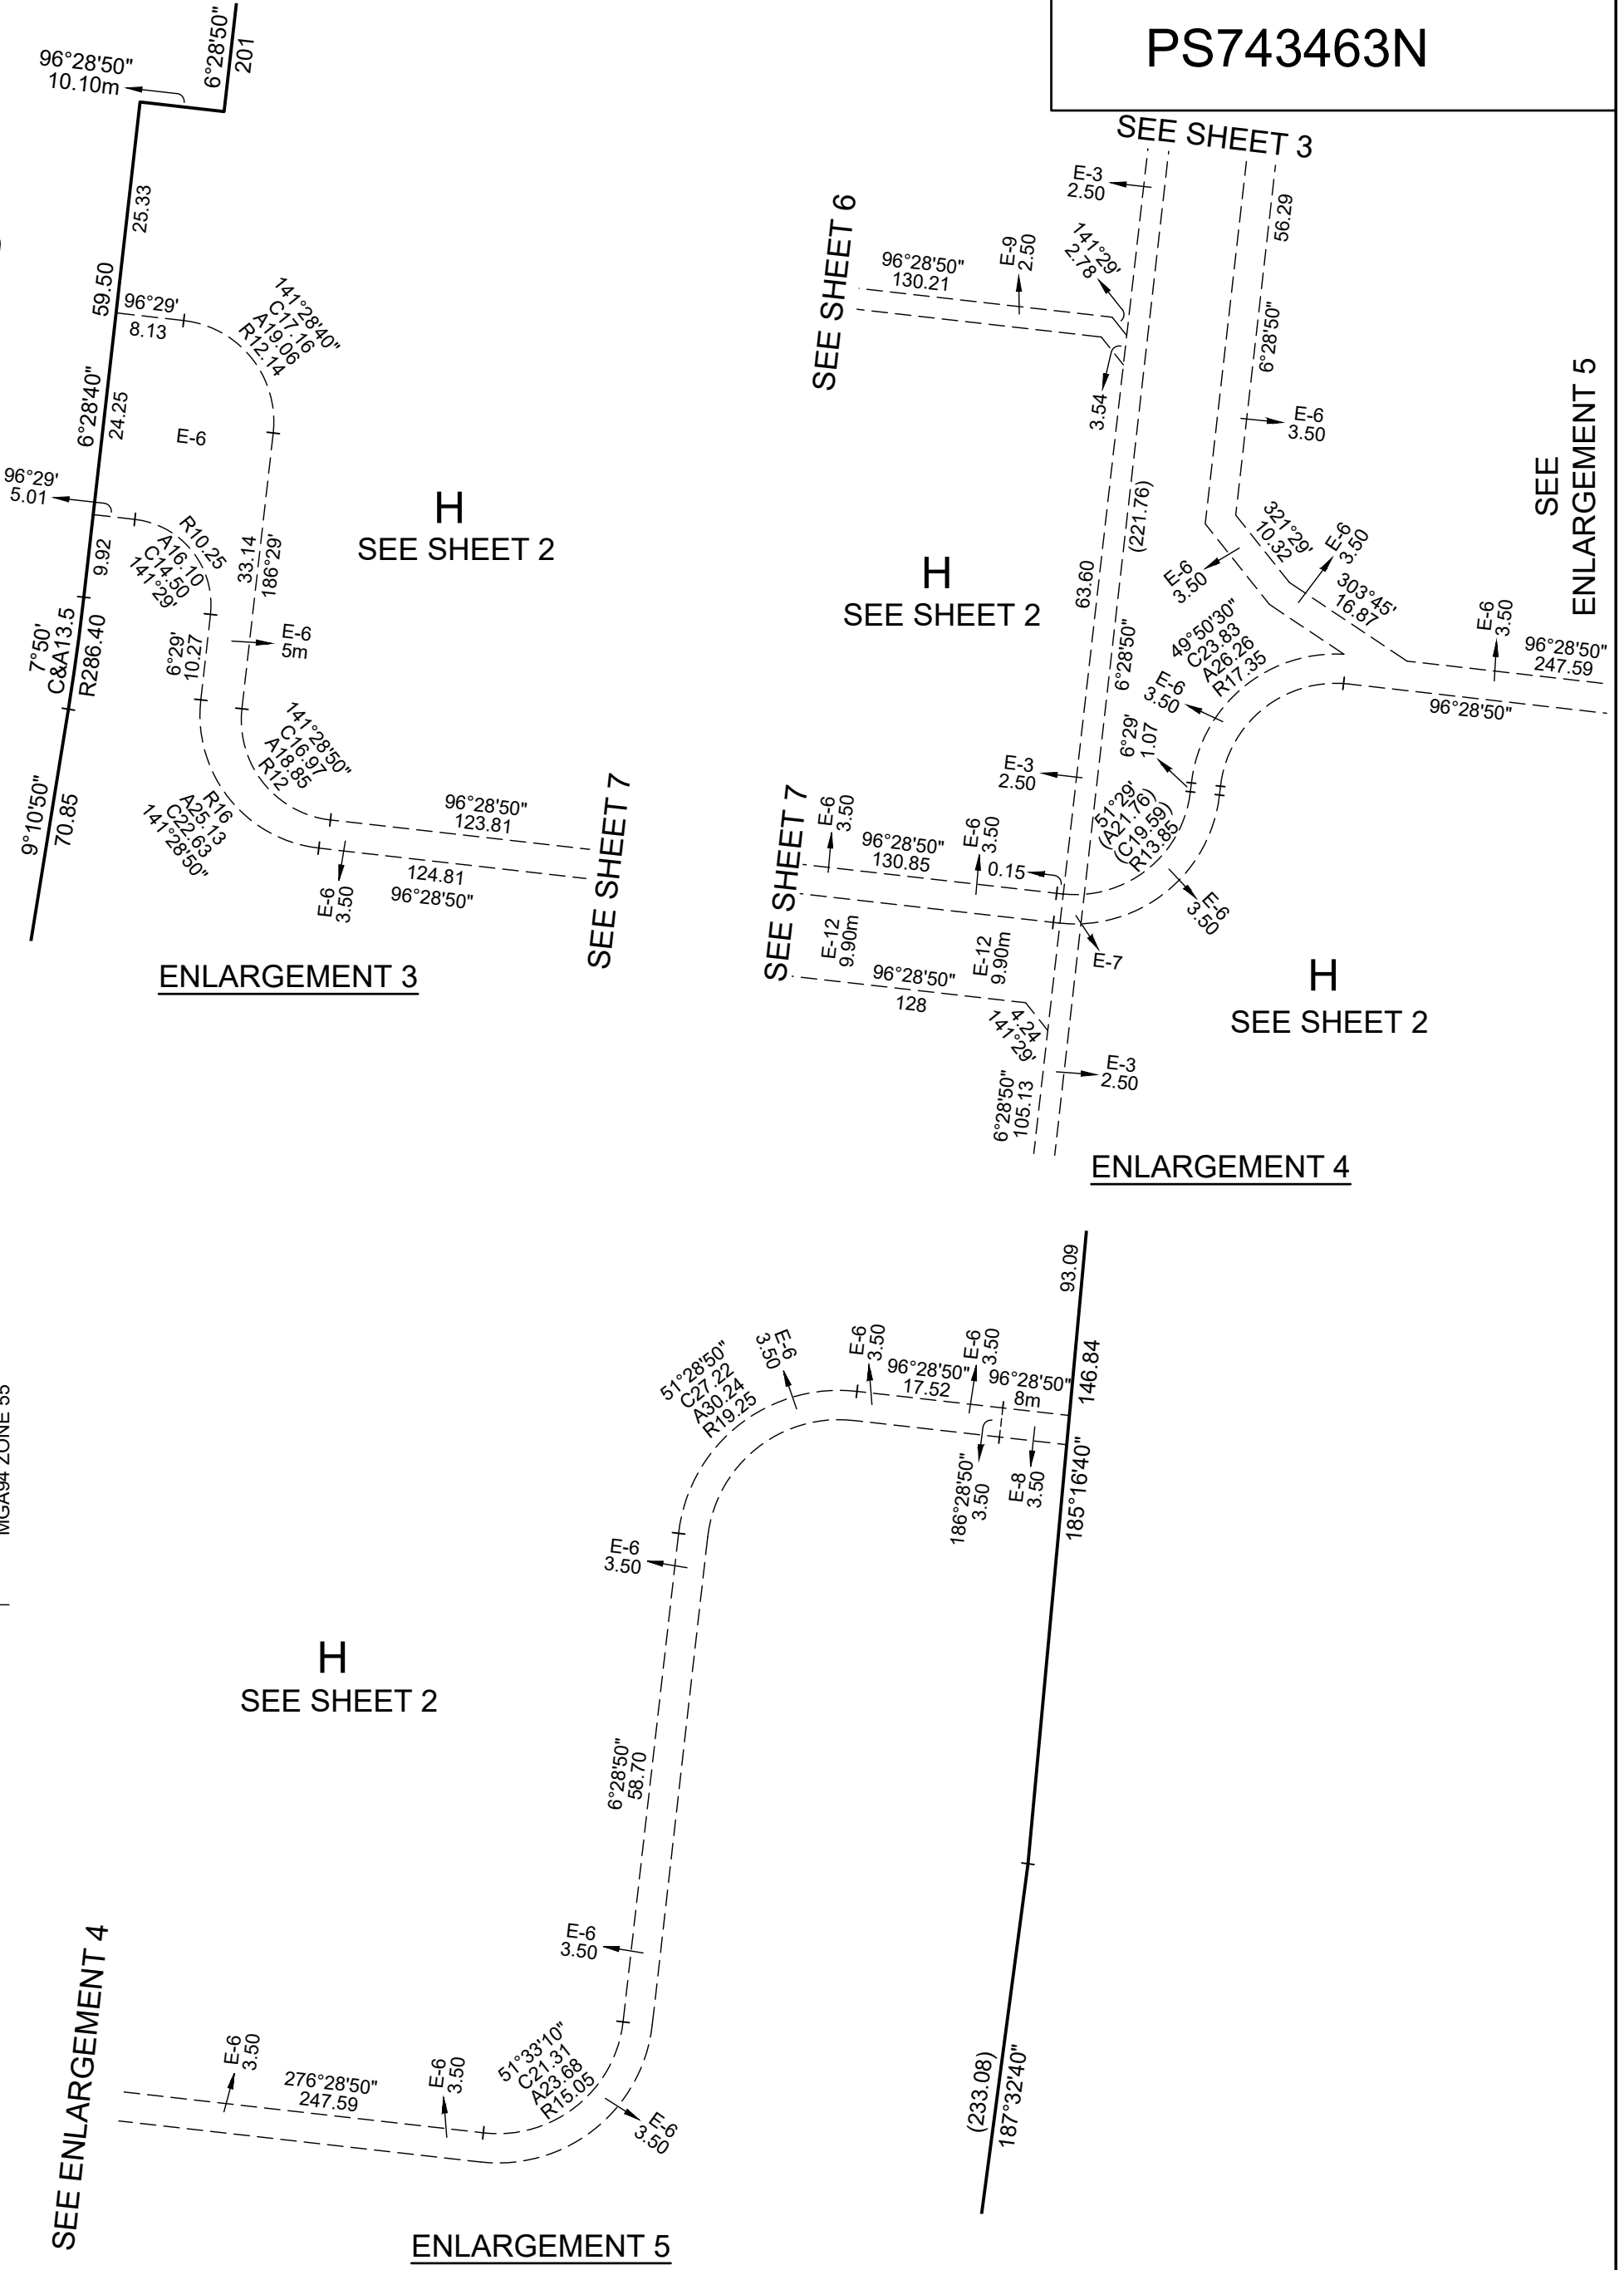 PS743463N
96°28'50"
10.10m
6°28'50"
201
25.33
59.50
96°29'
8.13
141°28'40"
C17.16
A19.06
R12.14
6°28'40"
24.25
E-6
96°29'
5.01
H
SEE SHEET 2
R10.25
A16.10
C14.50
141°29'
9.92
33.14
186°29'
7°50'
C&A13.5
R286.40
6°29'
10.27
E-6
5m
141°28'50"
C16.97
A18.85
R12
9°10'50"
70.85
R16
A25.13
C22.63
141°28'50"
96°28'50"
123.81
124.81
96°28'50"
E-6
3.50
SEE SHEET 7
ENLARGEMENT 3
SEE SHEET 3
E-3
2.50
SEE SHEET 6
96°28'50"
130.21
E-9
2.50
141°29'
2.78
56.29
6°28'50"
3.54
E-6
3.50
SEE
ENLARGEMENT 5
(221.76)
63.60
H
SEE SHEET 2
6°28'50"
321°29'
10.32
E-6
3.50
E-6
3.50
303°45'
16.87
49°50'30"
C23.83
A26.26
R17.35
E-6
3.50
E-6
3.50
96°28'50"
247.59
96°28'50"
6°29'
1.07
E-3
2.50
51°29'
(A21.76)
(C19.59)
R13.85
SEE SHEET 7
E-6
3.50
96°28'50"
130.85
E-6
3.50
0.15
E-6
3.50
E-12
9.90m
E-12
9.90m
E-7
96°28'50"
128
4.24
141°29'
H
SEE SHEET 2
E-3
2.50
6°28'50"
105.13
ENLARGEMENT 4
93.09
146.84
185°16'40"
51°28'50"
C27.22
A30.24
R19.25
E-6
3.50
E-6
3.50
96°28'50"
17.52
E-6
3.50
96°28'50"
8m
186°28'50"
3.50
E-8
3.50
MGA94 ZONE 55
E-6
3.50
H
SEE SHEET 2
6°28'50"
58.70
E-6
3.50
SEE ENLARGEMENT 4
E-6
3.50
276°28'50"
247.59
E-6
3.50
51°33'10"
C21.31
A23.68
R15.05
E-6
3.50
(233.08)
187°32'40"
ENLARGEMENT 5